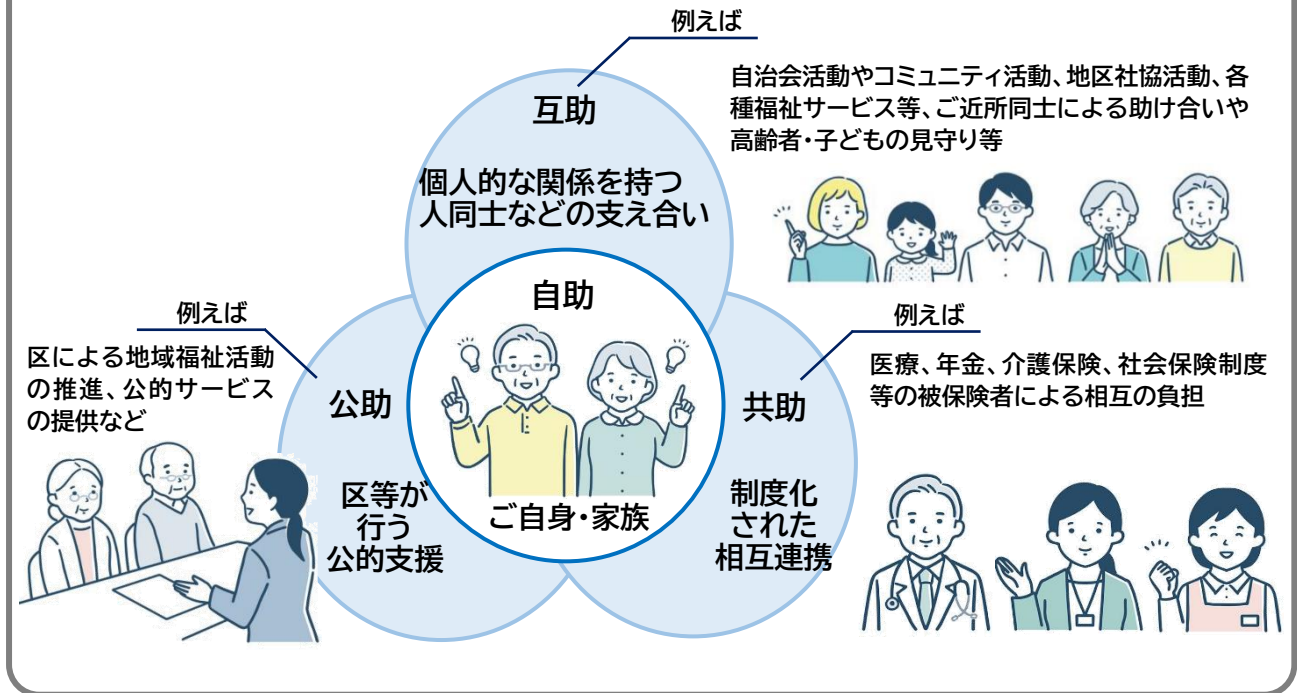 例えば
自治会活動やコミュニティ活動、地区社協活動、各
種福祉サービス等、ご近所同士による助け合いや
高齢者・子どもの見守り等
互助
個人的な関係を持つ
人同士などの支え合い
自助
ご自身・家族
例えば
区による地域福祉活動
の推進、公的サービス
の提供など
公助
区等が
行う
公的支援
例えば
医療、年金、介護保険、社会保険制度
等の被保険者による相互の負担
共助
制度化
された
相互連携